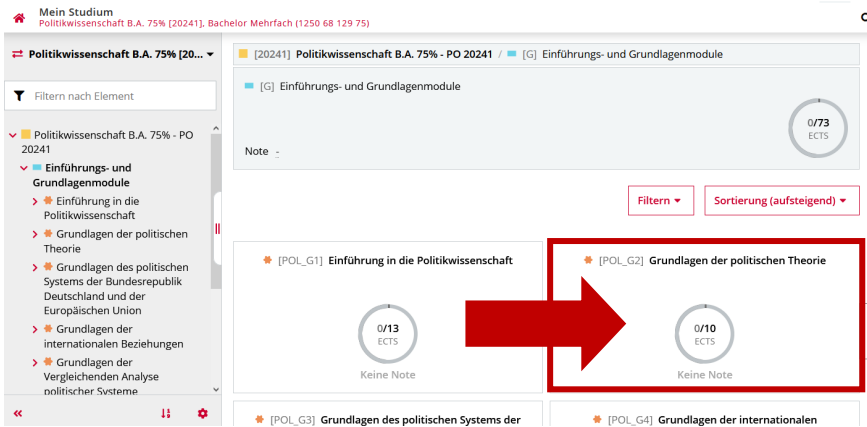 Mein Studium
Politikwissenschaft B.A. 75% [20241], Bachelor Mehrfach (1250 68 129 75)
Politikwissenschaft B.A. 75% [20...
Filtern nach Element
Politikwissenschaft B.A. 75% - PO
20241
Einführungs- und
Grundlagenmodule
Einführung in die
Politikwissenschaft
Grundlagen der politischen
Theorie
Grundlagen des politischen
Systems der Bundesrepublik
Deutschland und der
Europäischen Union
Grundlagen der
internationalen Beziehungen
Grundlagen der
Vergleichenden Analyse
politischer Systeme
[20241] Politikwissenschaft B.A. 75% - PO 20241 / [G] Einführungs- und Grundlagenmodule
[G] Einführungs- und Grundlagenmodule
0/73
ECTS
Note -
Filtern
Sortierung (aufsteigend)
[POL_G1] Einführung in die Politikwissenschaft
0/13
ECTS
Keine Note
[POL_G2] Grundlagen der politischen Theorie
0/10
ECTS
Keine Note
[POL_G3] Grundlagen des politischen Systems der
[POL_G4] Grundlagen der internationalen